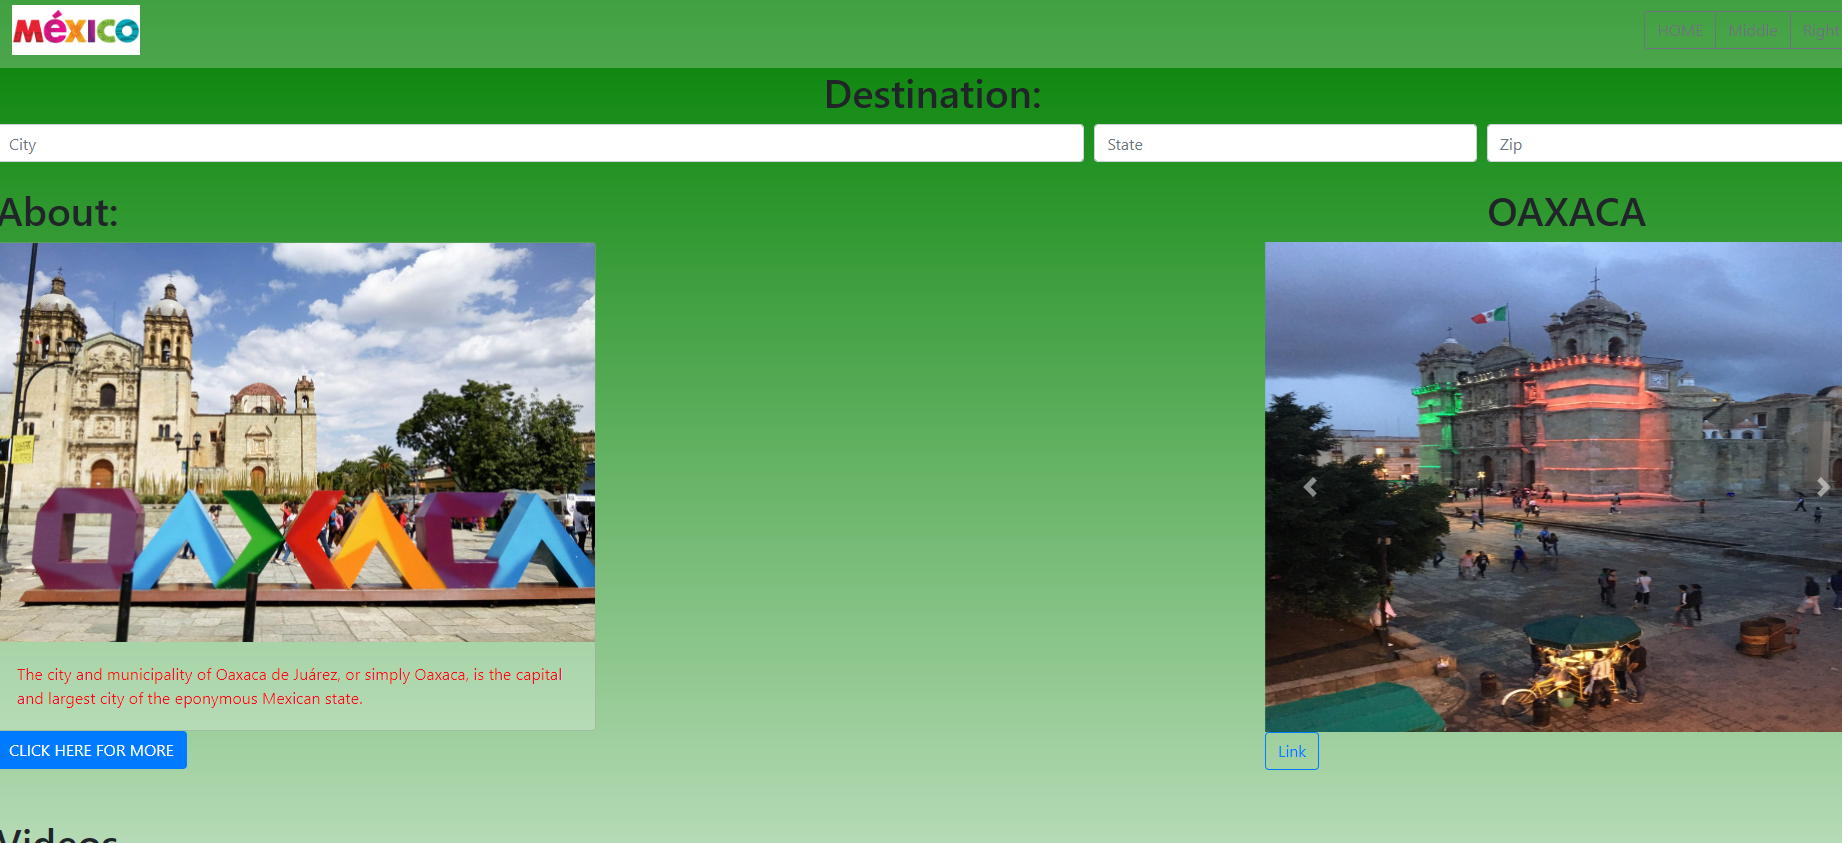 MéXICO
HOME Middle Right
Destination:
City State Zip
About: OAXACA
OAXACA
The city and municipality of Oaxaca de Juárez, or simply Oaxaca, is the capital
and largest city of the eponymous Mexican state.
CLICK HERE FOR MORE Link
Videos